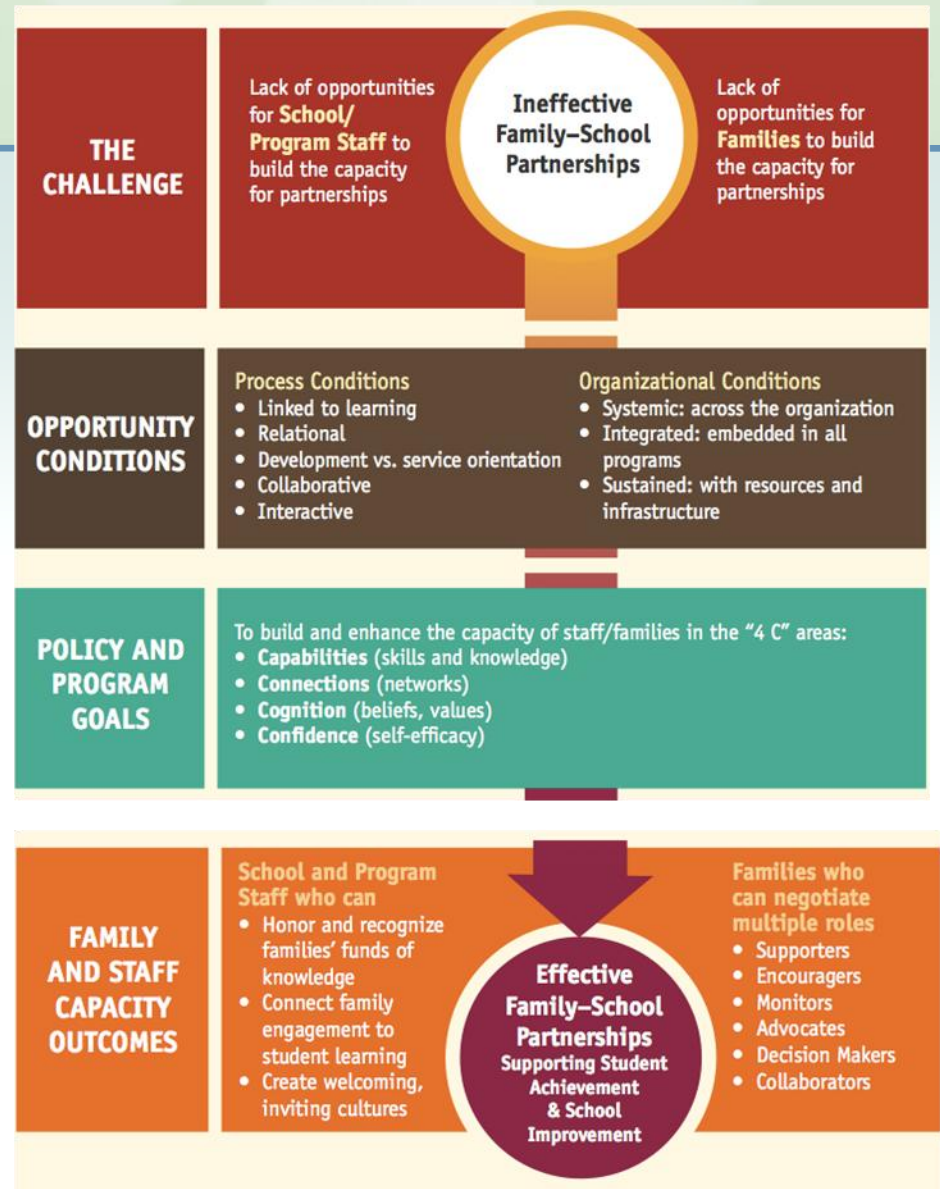 THE
CHALLENGE
Lack of opportunities
for School/
Program Staff to
build the capacity
for partnerships
Ineffective
Family–School
Partnerships
Lack of
opportunities for
Families to build
the capacity for
partnerships
OPPORTUNITY
CONDITIONS
Process Conditions
• Linked to learning
• Relational
• Development vs. service orientation
• Collaborative
• Interactive
Organizational Conditions
• Systemic: across the organization
• Integrated: embedded in all
programs
• Sustained: with resources and
infrastructure
POLICY AND
PROGRAM
GOALS
To build and enhance the capacity of staff/families in the “4 C” areas:
• Capabilities (skills and knowledge)
• Connections (networks)
• Cognition (beliefs, values)
• Confidence (self-efficacy)
FAMILY
AND STAFF
CAPACITY
OUTCOMES
School and Program
Staff who can
• Honor and recognize
families’ funds of
knowledge
• Connect family
engagement to
student learning
• Create welcoming,
inviting cultures
Effective
Family–School
Partnerships
Supporting Student
Achievement
& School
Improvement
Families who
can negotiate
multiple roles
• Supporters
• Encouragers
• Monitors
• Advocates
• Decision Makers
• Collaborators